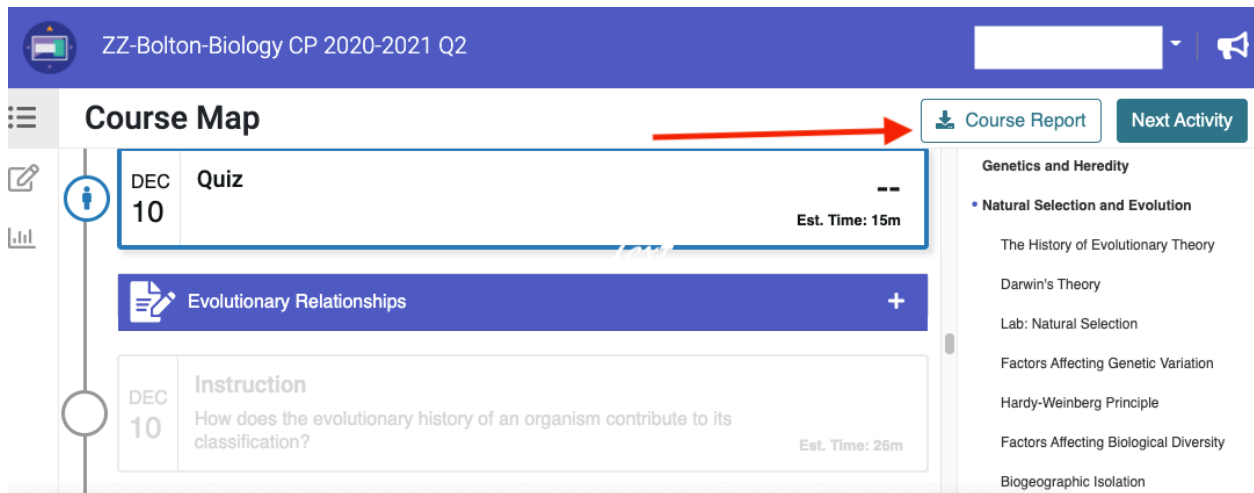 ZZ-Bolton-Biology CP 2020-2021 Q2
Course Map
Course Report
Next Activity
DEC
10
Quiz
--
Est. Time: 15m
Text
Evolutionary Relationships
+
DEC
10
Instruction
How does the evolutionary history of an organism contribute to its
classification?
Est. Time: 26m
Genetics and Heredity
• Natural Selection and Evolution
The History of Evolutionary Theory
Darwin's Theory
Lab: Natural Selection
Factors Affecting Genetic Variation
Hardy-Weinberg Principle
Factors Affecting Biological Diversity
Biogeographic Isolation